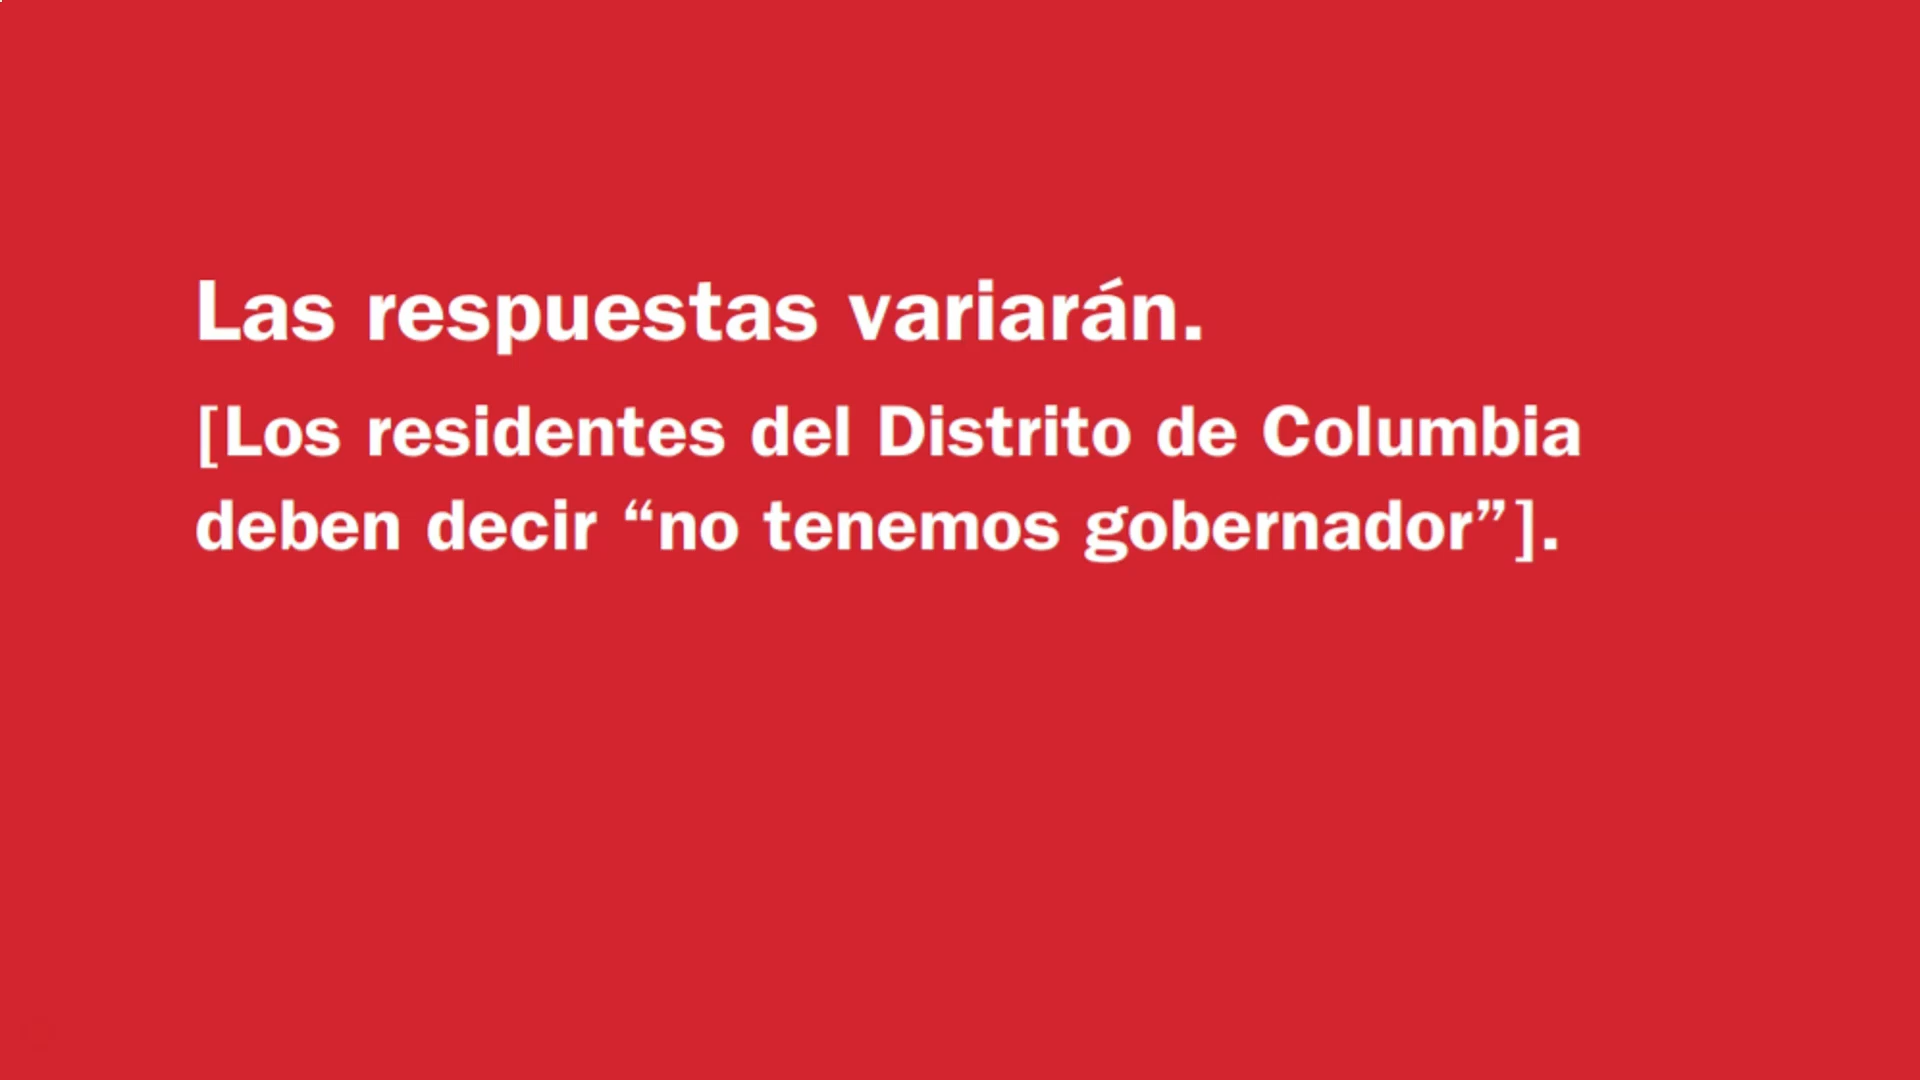 Las respuestas variarán.
[Los residentes del Distrito de Columbia
deben decir “no tenemos gobernador”].